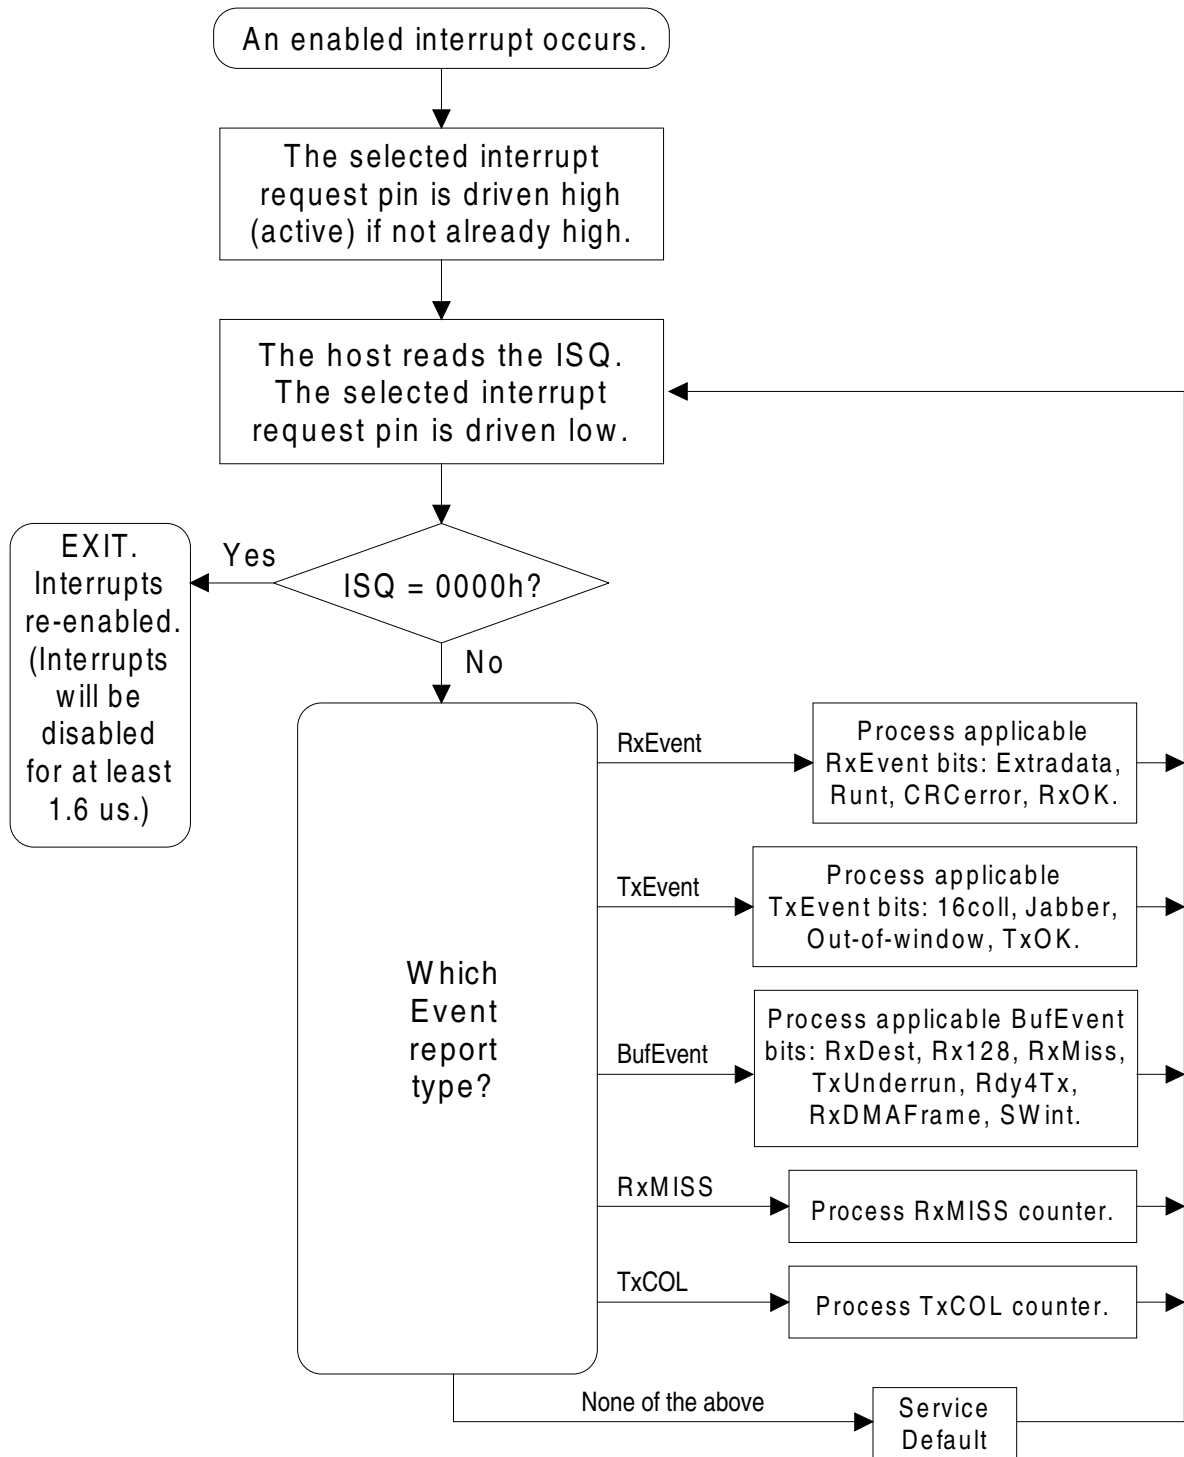 An enabled interrupt occurs.
The selected interrupt
request pin is driven high
(active) if not already high.
The host reads the ISQ.
The selected interrupt
request pin is driven low.
ISQ = 0000h?
Yes
EXIT.
Interrupts
re-enabled.
(Interrupts
will be
disabled
for at least
1.6 us.)
No
Which
Event
report
type?
RxEvent
Process applicable
RxEvent bits: Extradata,
Runt, CRCerror, RxOK.
TxEvent
Process applicable
TxEvent bits: 16coll, Jabber,
Out-of-window, TxOK.
BufEvent
Process applicable BufEvent
bits: RxDest, Rx128, RxMiss,
TxUnderrun, Rdy4Tx,
RxDMAFrame, SWint.
RxMISS
Process RxMISS counter.
TxCOL
Process TxCOL counter.
None of the above
Service
Default